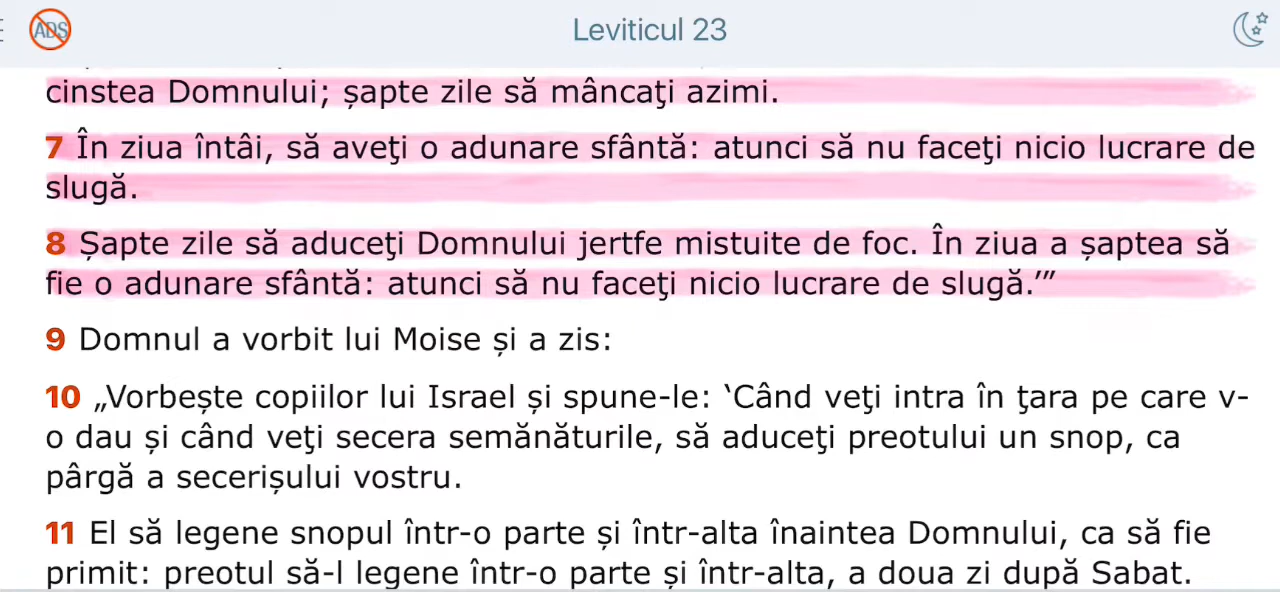 ADS
Leviticul 23
cinstea Domnului; șapte zile să mâncaţi azimi.
7 În ziua întâi, să aveţi o adunare sfântă: atunci să nu faceţi nicio lucrare de
slugă.
8 Șapte zile să aduceţi Domnului jertfe mistuite de foc. În ziua a șaptea să
fie o adunare sfântă: atunci să nu faceţi nicio lucrare de slugă.’”
9 Domnul a vorbit lui Moise și a zis:
10 „Vorbește copiilor lui Israel și spune-le: ‘Când veţi intra în ţara pe care v-
o dau și când veţi secera semănăturile, să aduceţi preotului un snop, ca
pârgă a secerișului vostru.
11 El să legene snopul într-o parte și într-alta înaintea Domnului, ca să fie
primit: preotul să-l legene într-o parte și într-alta, a doua zi după Sabat.